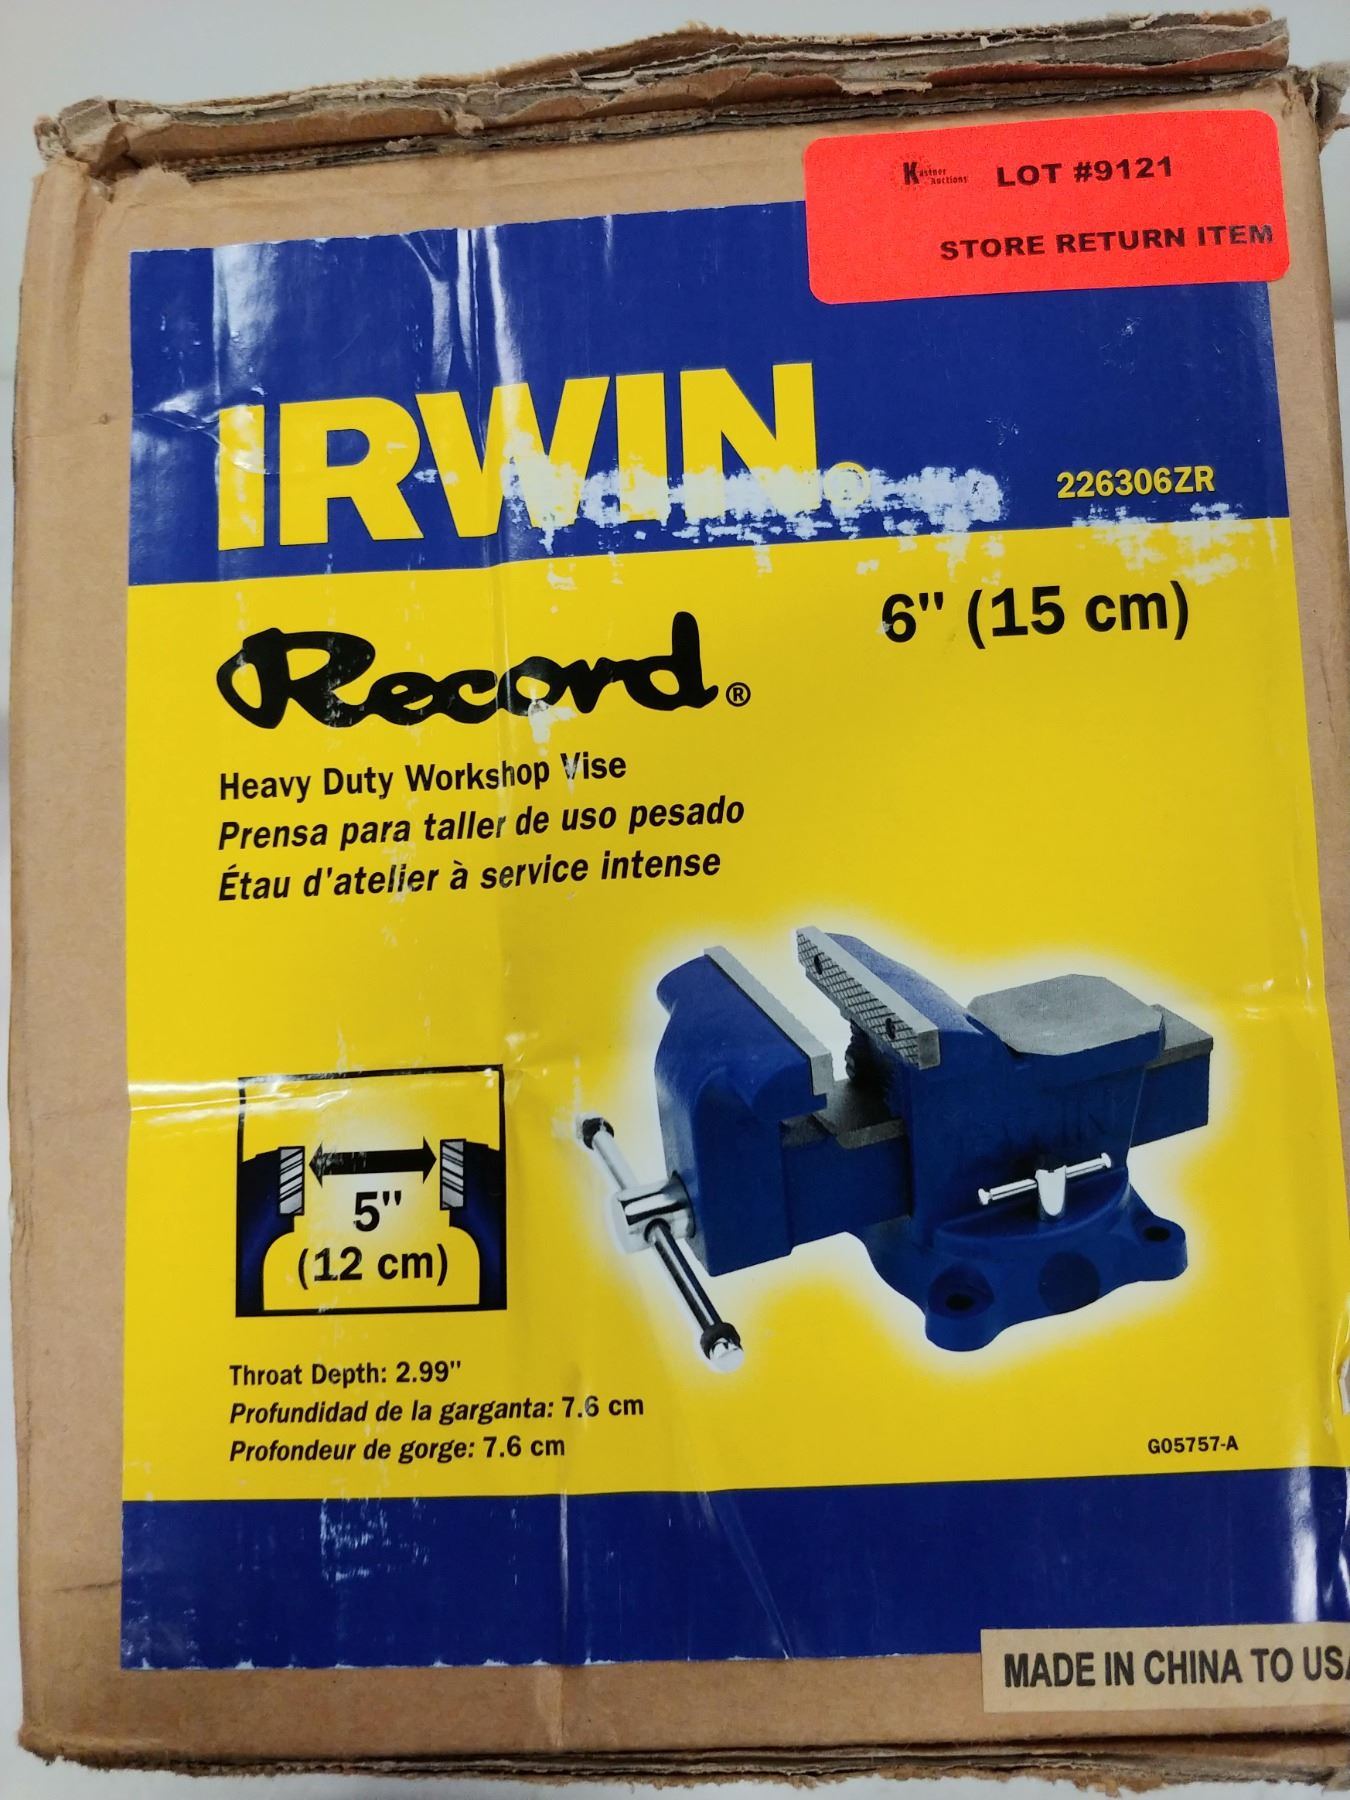 Kastner Auctions
LOT #9121
STORE RETURN ITEM
IRWIN®
226306ZR
6" (15 cm)
Record®
Heavy Duty Workshop Vise
Prensa para taller de uso pesado
Étau d'atelier à service intense
5"
(12 cm)
Throat Depth: 2.99"
Profundidad de la garganta: 7.6 cm
Profondeur de gorge: 7.6 cm
G05757-A
MADE IN CHINA TO USA